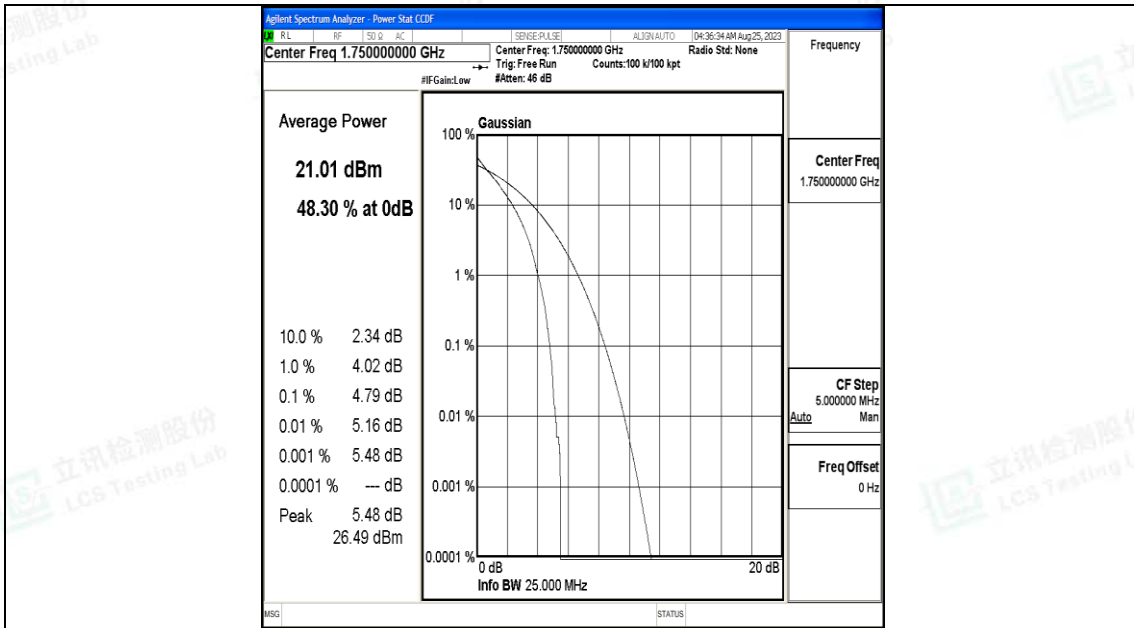 Agilent Spectrum Analyzer - Power Stat CCDF
RL RF 50 Ω AC SENSE:PULSE ALIGN AUTO 04:36:34 AM Aug 25, 2023
Center Freq 1.750000000 GHz
Center Freq: 1.750000000 GHz
Radio Std: None
Trig: Free Run Counts:100 k/100 kpt
#IFGain:Low
#Atten: 46 dB
Frequency
Average Power
21.01 dBm
48.30 % at 0dB
10.0 % 2.34 dB
1.0 % 4.02 dB
0.1 % 4.79 dB
0.01 % 5.16 dB
0.001 % 5.48 dB
0.0001 % --- dB
Peak 5.48 dB
26.49 dBm
Gaussian
100 %
10 %
1 %
0.1 %
0.01 %
0.001 %
0.0001 %
0 dB 20 dB
Info BW 25.000 MHz
Center Freq
1.750000000 GHz
CF Step
5.000000 MHz
Auto Man
Freq Offset
0 Hz
MSG STATUS
立讯检测股份
LCS Testing Lab
立讯检测股份